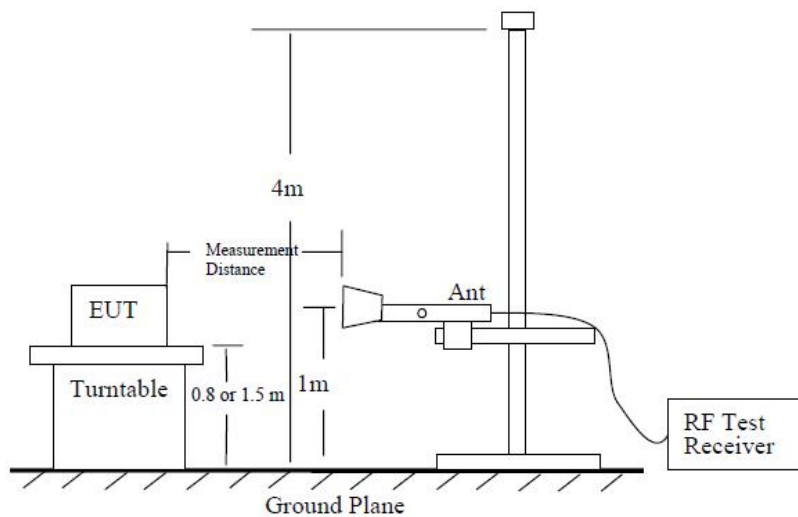 4m
Measurement
Distance
EUT
Ant
Turntable
0.8 or 1.5 m
1m
RF Test
Receiver
Ground Plane